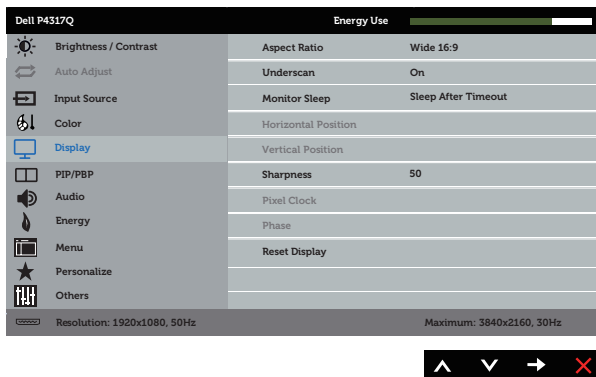 Dell P4317Q Energy Use
Brightness / Contrast
Auto Adjust
Input Source
Color
Display
PIP/PBP
Audio
Energy
Menu
Personalize
Others
Aspect Ratio Wide 16:9
Underscan On
Monitor Sleep Sleep After Timeout
Horizontal Position
Vertical Position
Sharpness 50
Pixel Clock
Phase
Reset Display
Resolution: 1920x1080, 50Hz Maximum: 3840x2160, 30Hz